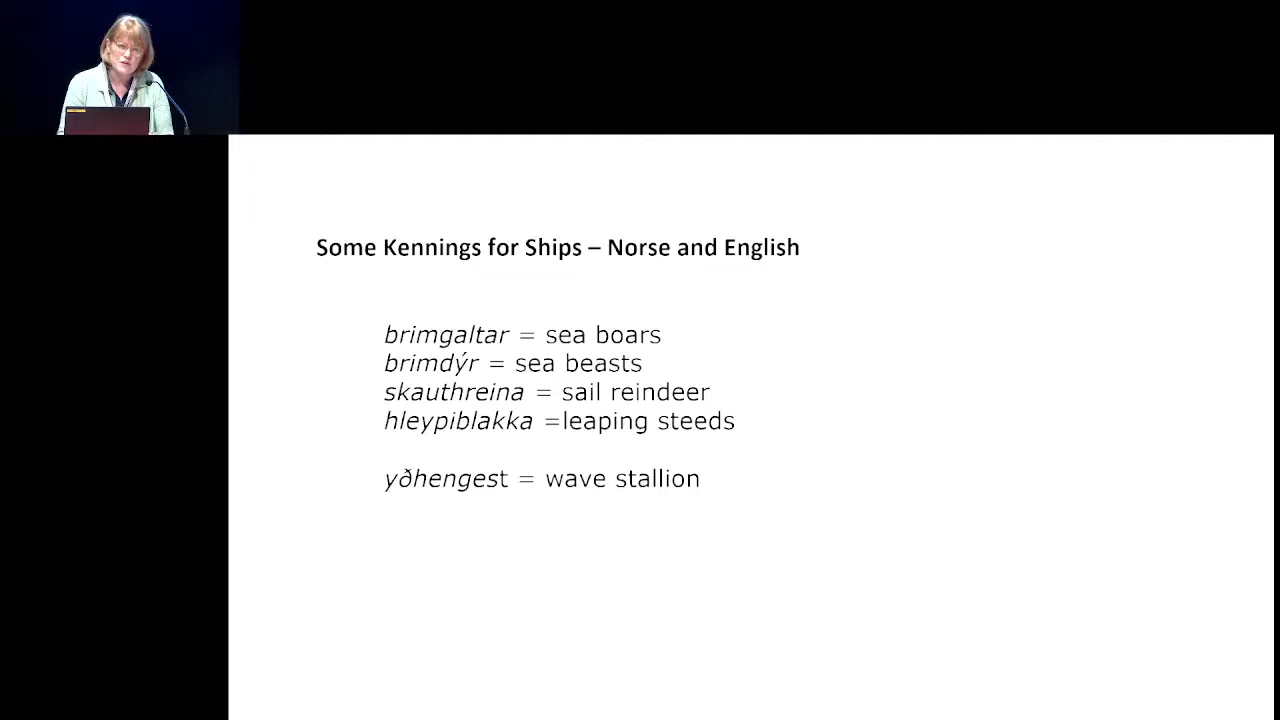 Some Kennings for Ships – Norse and English
brimgaltar = sea boars
brimdýr = sea beasts
skauthreina = sail reindeer
hleypiblakka =leaping steeds
yðhengest = wave stallion